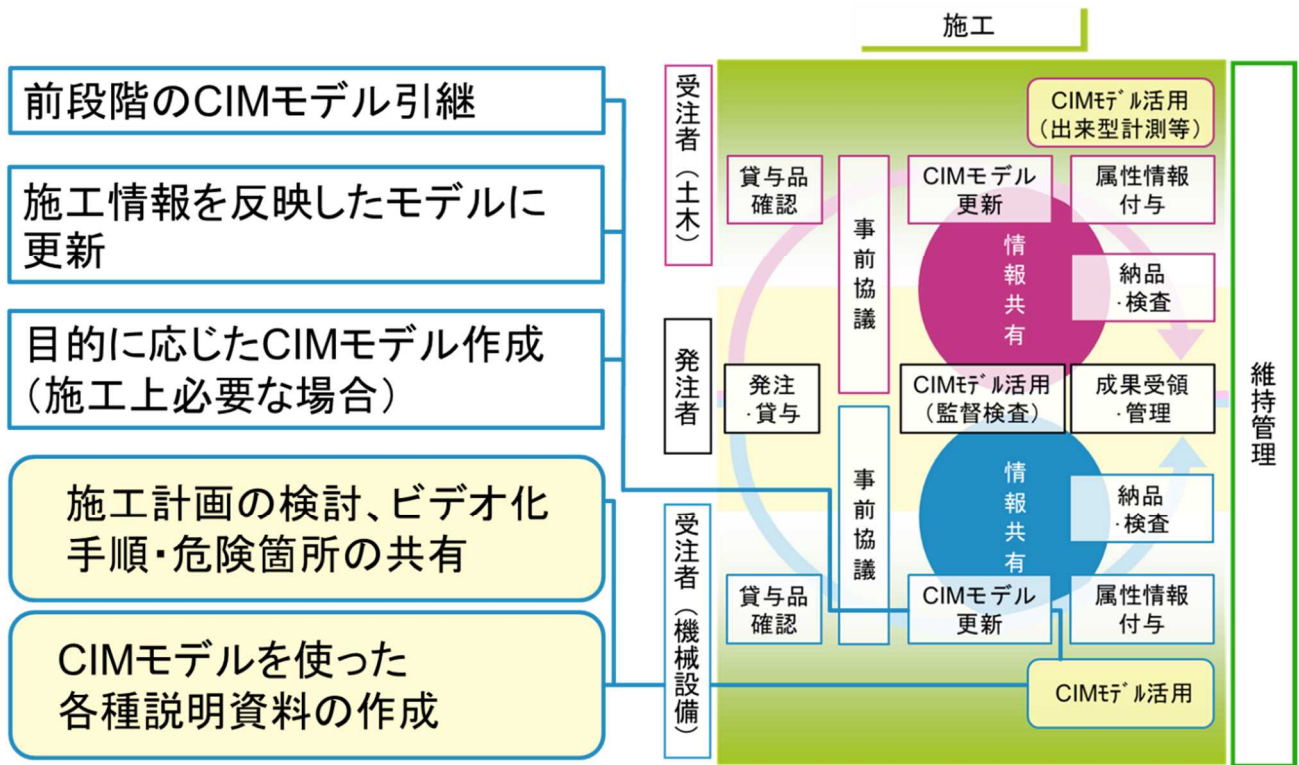 施工
前段階のCIMモデル引継
施工情報を反映したモデルに
更新
目的に応じたCIMモデル作成
（施工上必要な場合）
施工計画の検討、ビデオ化
手順・危険箇所の共有
CIMモデルを使った
各種説明資料の作成
受注者（土木）
発注者
受注者（機械設備）
CIMﾓﾃﾞﾙ活用
（出来型計測等）
貸与品
確認
事前協議
CIMモデル
更新
属性情報
付与
情報共有
納品
・検査
発注
・貸与
CIMﾓﾃﾞﾙ活用
（監督検査）
成果受領
・管理
事前協議
情報共有
納品
・検査
貸与品
確認
CIMモデル
更新
属性情報
付与
CIMﾓﾃﾞﾙ活用
維持管理